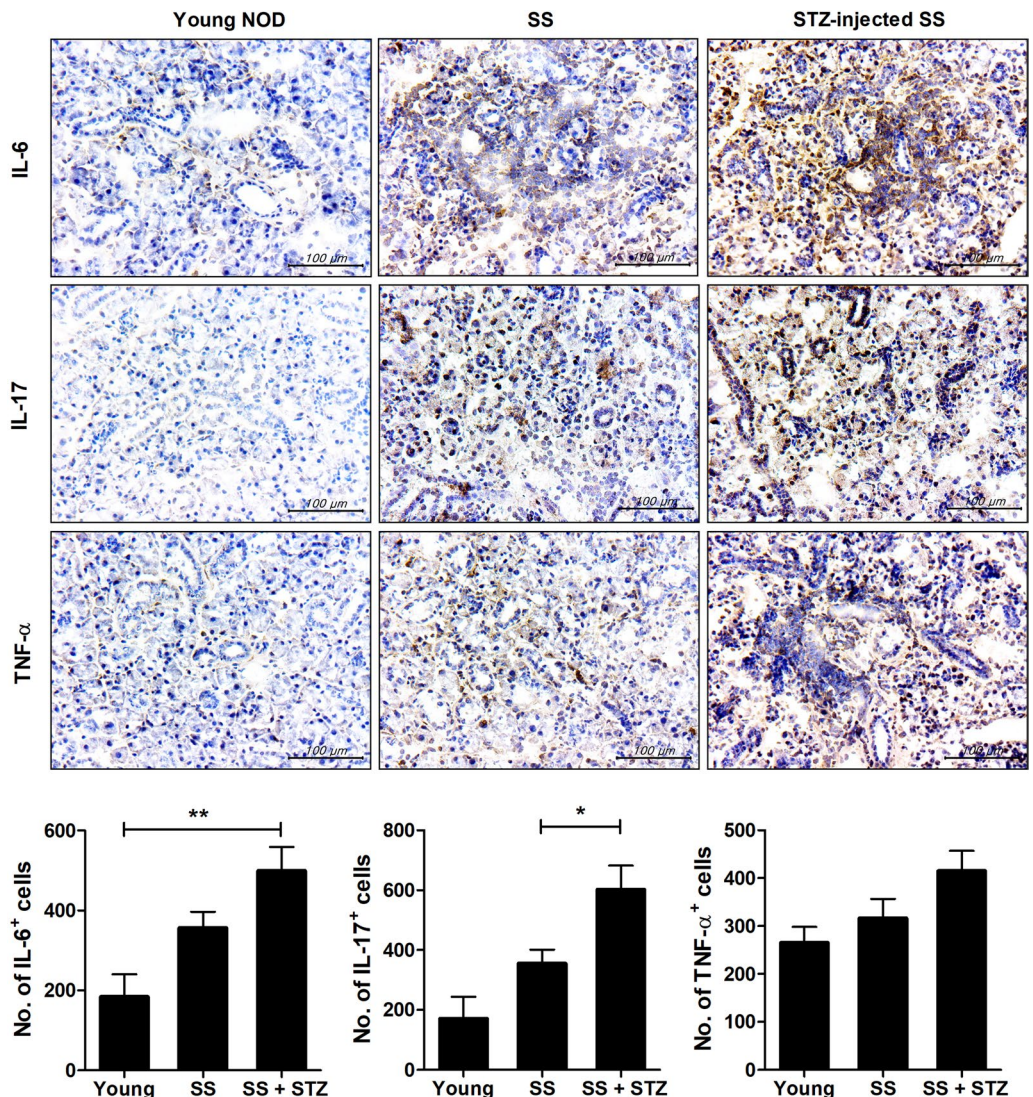 Young NOD
SS
STZ-injected SS
IL-6
100 µm
100 µm
100 µm
IL-17
100 µm
100 µm
100 µm
TNF-α
100 µm
100 µm
100 µm
No. of IL-6⁺ cells
600
400
200
0
**
Young
SS
SS + STZ
No. of IL-17⁺ cells
800
600
400
200
0
*
Young
SS
SS + STZ
No. of TNF-α⁺ cells
500
400
300
200
100
0
Young
SS
SS + STZ